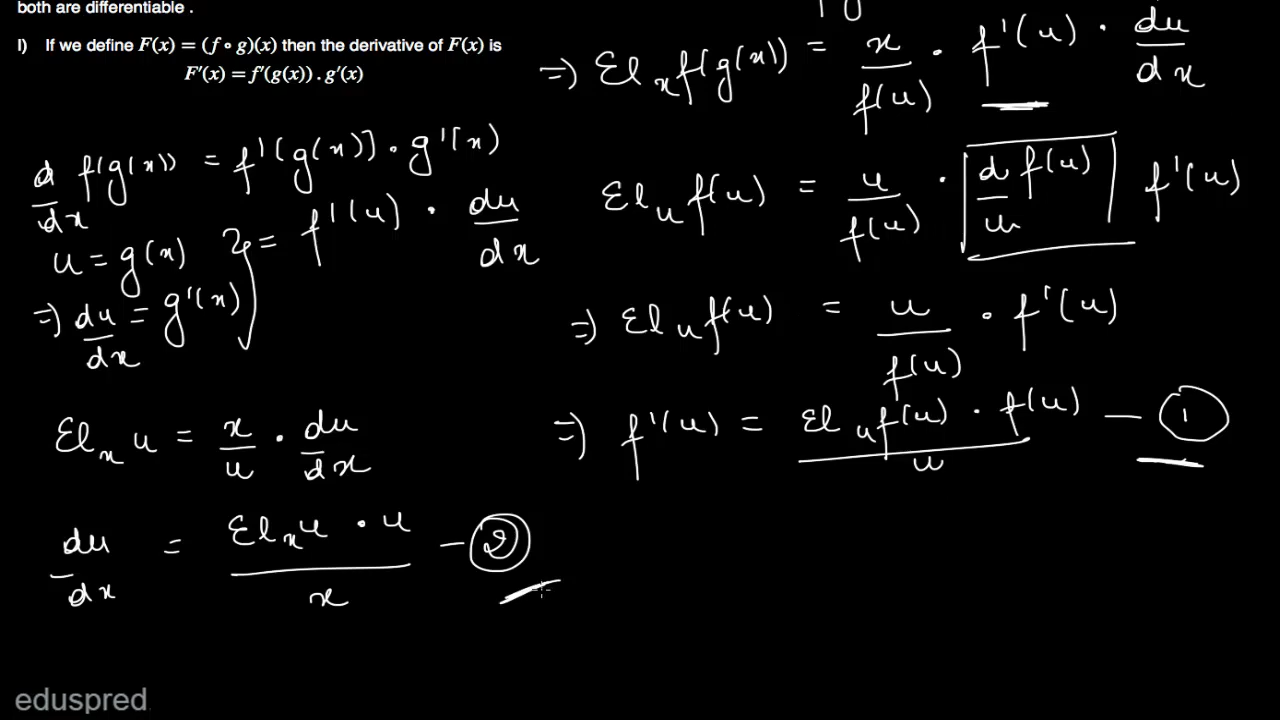 both are differentiable .
I) If we define F(x) = (f ∘ g)(x) then the derivative of F(x) is
F′(x) = f′(g(x)) . g′(x)
d/dx f(g(x)) = f'[g(x)] · g'(x)
u = g(x) } = f'(u) · du/dx
=> du/dx = g'(x)
El_x u = x/u · du/dx
du/dx = El_x u · u / x — ②
=> El_x f(g(x)) = x/f(u) · f'(u) · du/dx
El_u f(u) = u/f(u) · d/u f(u) f'(u)
=> El_u f(u) = u/f(u) · f'(u)
=> f'(u) = El_u f(u) · f(u) / u — ①
eduspred